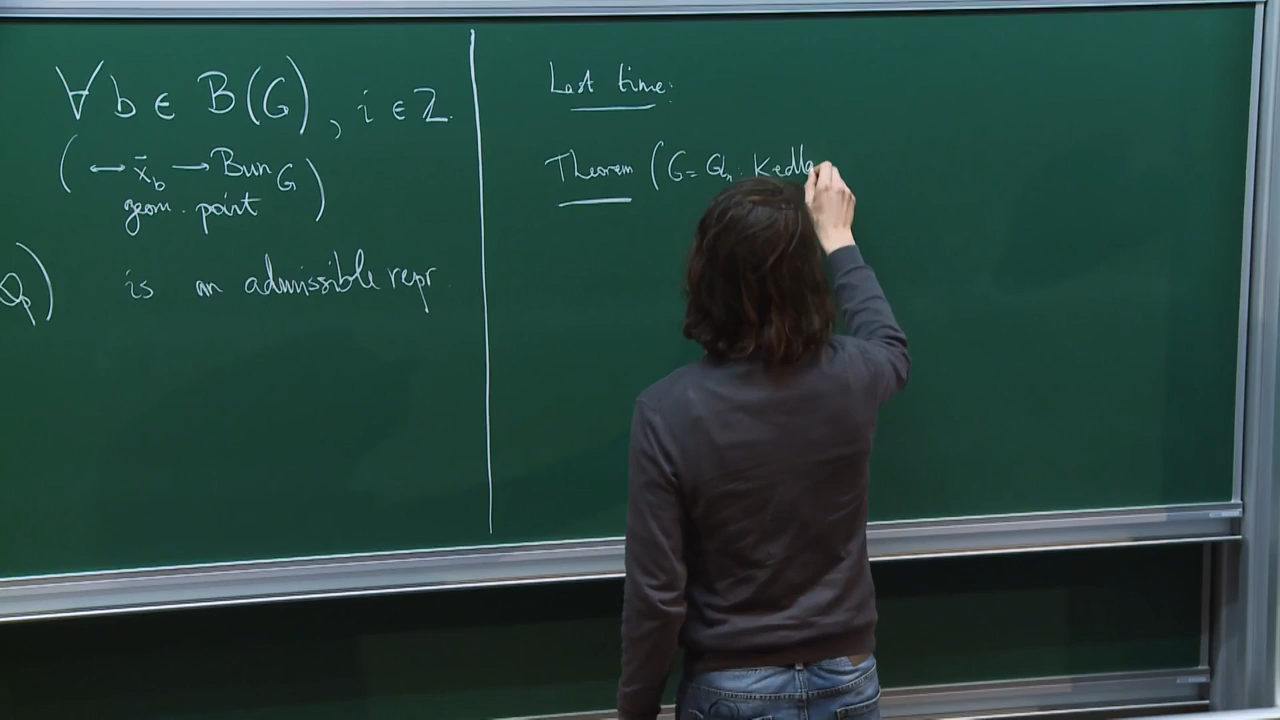 ∀ b ∈ B(G), i ∈ ℤ.
(↔ x̄_b → Bun_G)
geom. point
ℚ_p) is an admissible repr.
Last time:
Theorem (G = GL_n: Kedla